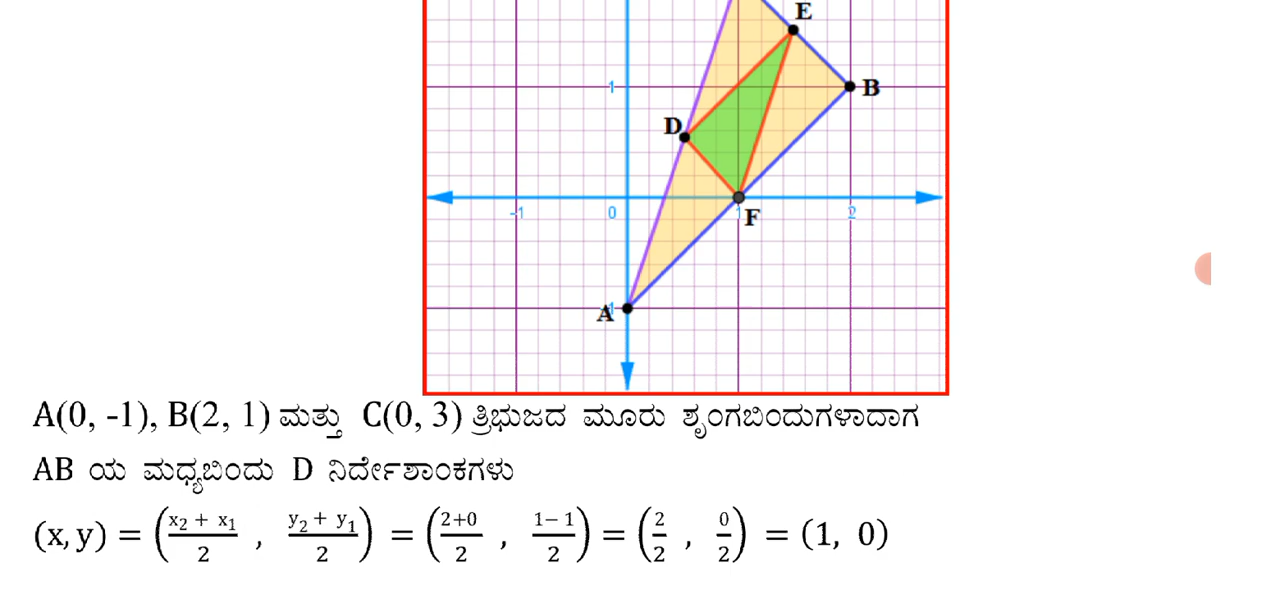 E
1
B
D
-1
0
1
2
F
A
-1
A(0, -1), B(2, 1) ಮತ್ತು C(0, 3) ತ್ರಿಭುಜದ ಮೂರು ಶೃಂಗಬಿಂದುಗಳಾದಾಗ
AB ಯ ಮಧ್ಯಬಿಂದು D ನಿರ್ದೇಶಾಂಕಗಳು
(x, y) = (x₂ + x₁/2 , y₂ + y₁/2) = (2+0/2 , 1− 1/2) = (2/2 , 0/2) = (1, 0)